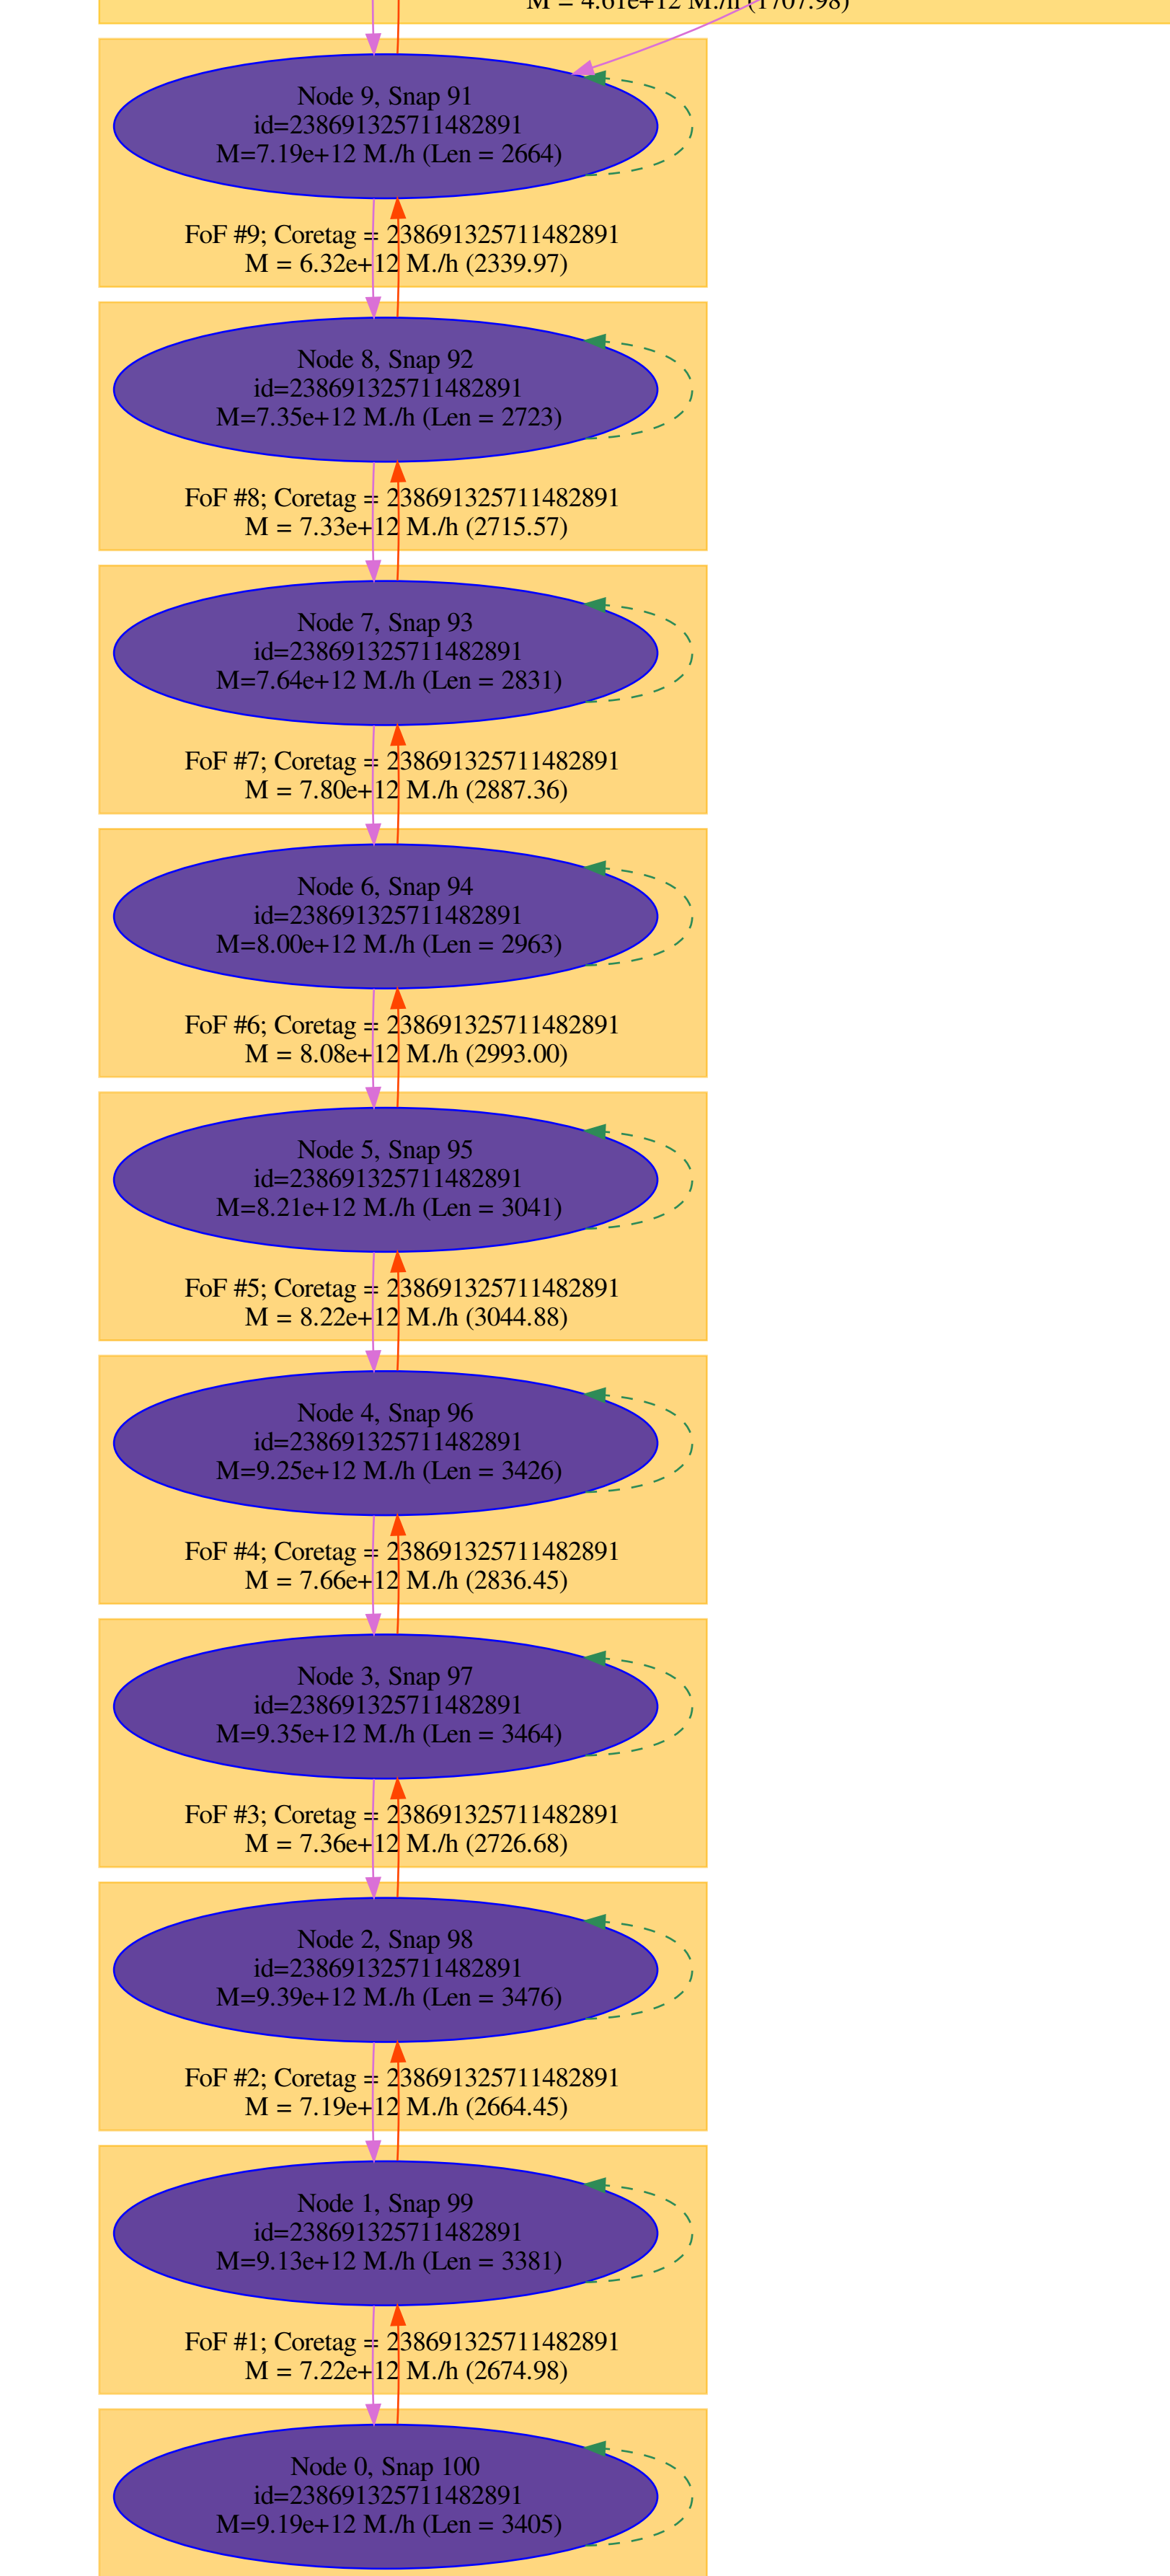 M = 4.61e+12 M./h (1707.98)
Node 9, Snap 91
id=238691325711482891
M=7.19e+12 M./h (Len = 2664)
FoF #9; Coretag = 238691325711482891
M = 6.32e+12 M./h (2339.97)
Node 8, Snap 92
id=238691325711482891
M=7.35e+12 M./h (Len = 2723)
FoF #8; Coretag = 238691325711482891
M = 7.33e+12 M./h (2715.57)
Node 7, Snap 93
id=238691325711482891
M=7.64e+12 M./h (Len = 2831)
FoF #7; Coretag = 238691325711482891
M = 7.80e+12 M./h (2887.36)
Node 6, Snap 94
id=238691325711482891
M=8.00e+12 M./h (Len = 2963)
FoF #6; Coretag = 238691325711482891
M = 8.08e+12 M./h (2993.00)
Node 5, Snap 95
id=238691325711482891
M=8.21e+12 M./h (Len = 3041)
FoF #5; Coretag = 238691325711482891
M = 8.22e+12 M./h (3044.88)
Node 4, Snap 96
id=238691325711482891
M=9.25e+12 M./h (Len = 3426)
FoF #4; Coretag = 238691325711482891
M = 7.66e+12 M./h (2836.45)
Node 3, Snap 97
id=238691325711482891
M=9.35e+12 M./h (Len = 3464)
FoF #3; Coretag = 238691325711482891
M = 7.36e+12 M./h (2726.68)
Node 2, Snap 98
id=238691325711482891
M=9.39e+12 M./h (Len = 3476)
FoF #2; Coretag = 238691325711482891
M = 7.19e+12 M./h (2664.45)
Node 1, Snap 99
id=238691325711482891
M=9.13e+12 M./h (Len = 3381)
FoF #1; Coretag = 238691325711482891
M = 7.22e+12 M./h (2674.98)
Node 0, Snap 100
id=238691325711482891
M=9.19e+12 M./h (Len = 3405)